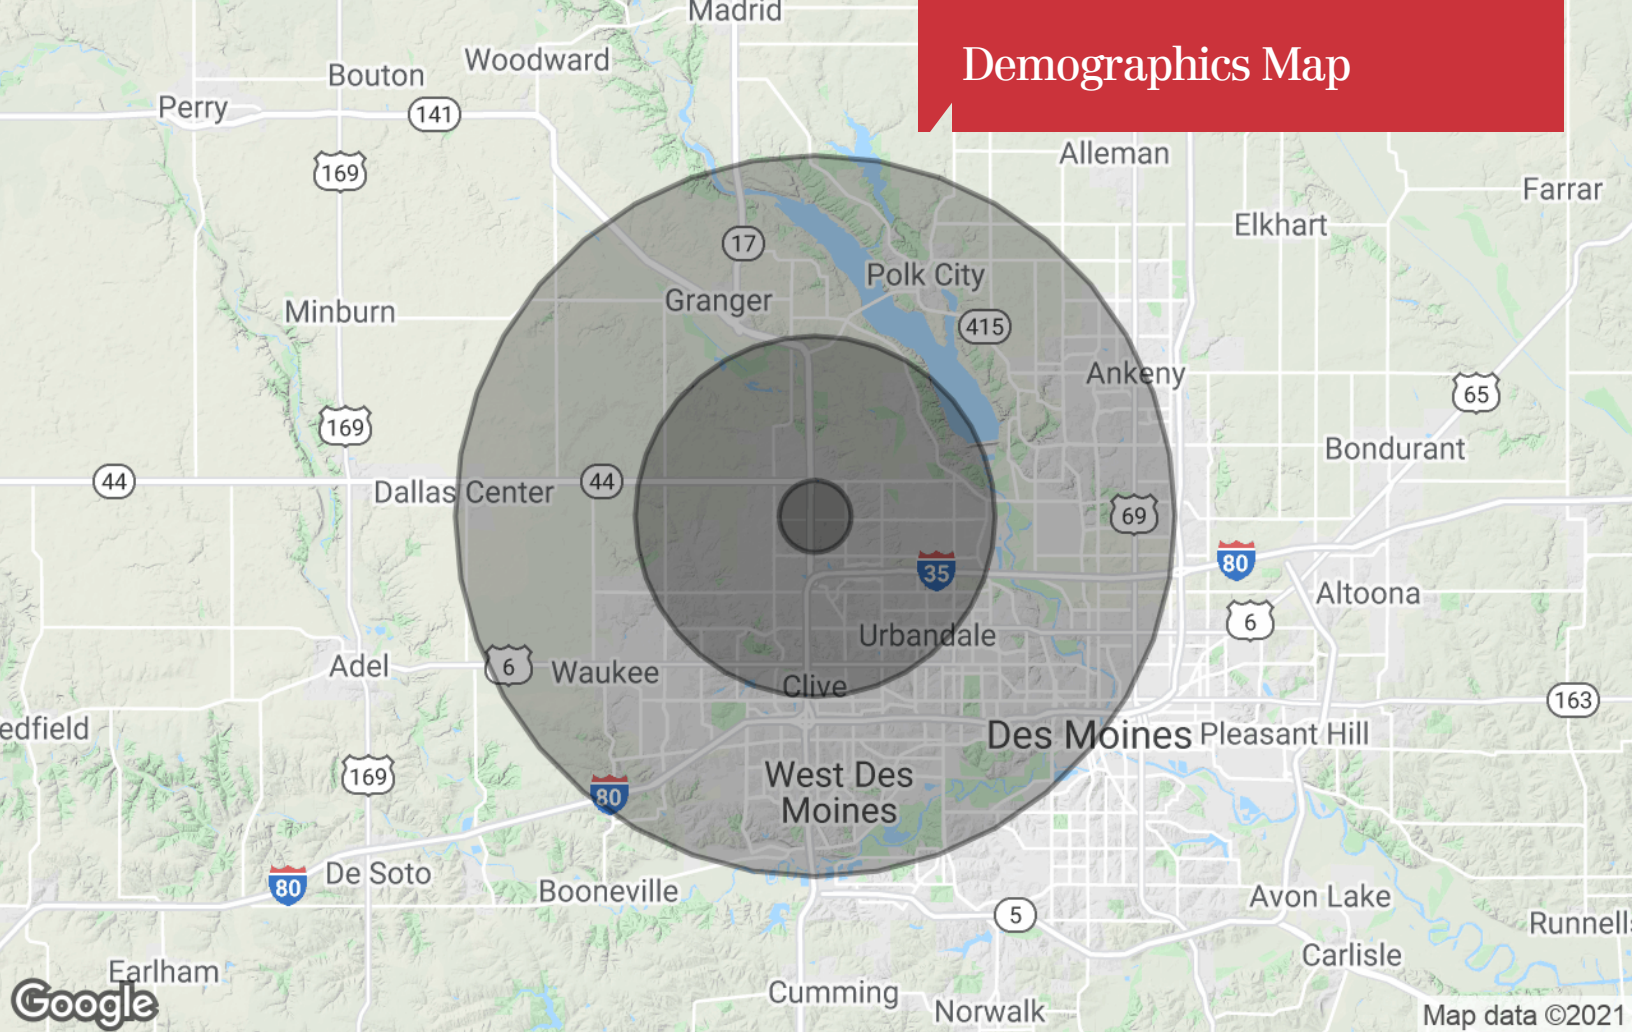 Madrid
Demographics Map
Woodward
Bouton
Perry
141
Alleman
169
Farrar
Elkhart
17
Polk City
Granger
Minburn
415
Ankeny
65
169
Bondurant
44
44
Dallas Center
69
35
80
Altoona
6
Urbandale
Adel
6
Waukee
Clive
163
edfield
Des Moines
Pleasant Hill
169
West Des
Moines
80
De Soto
80
Booneville
Avon Lake
5
Runnells
Carlisle
Earlham
Cumming
Norwalk
Google
Map data ©2021